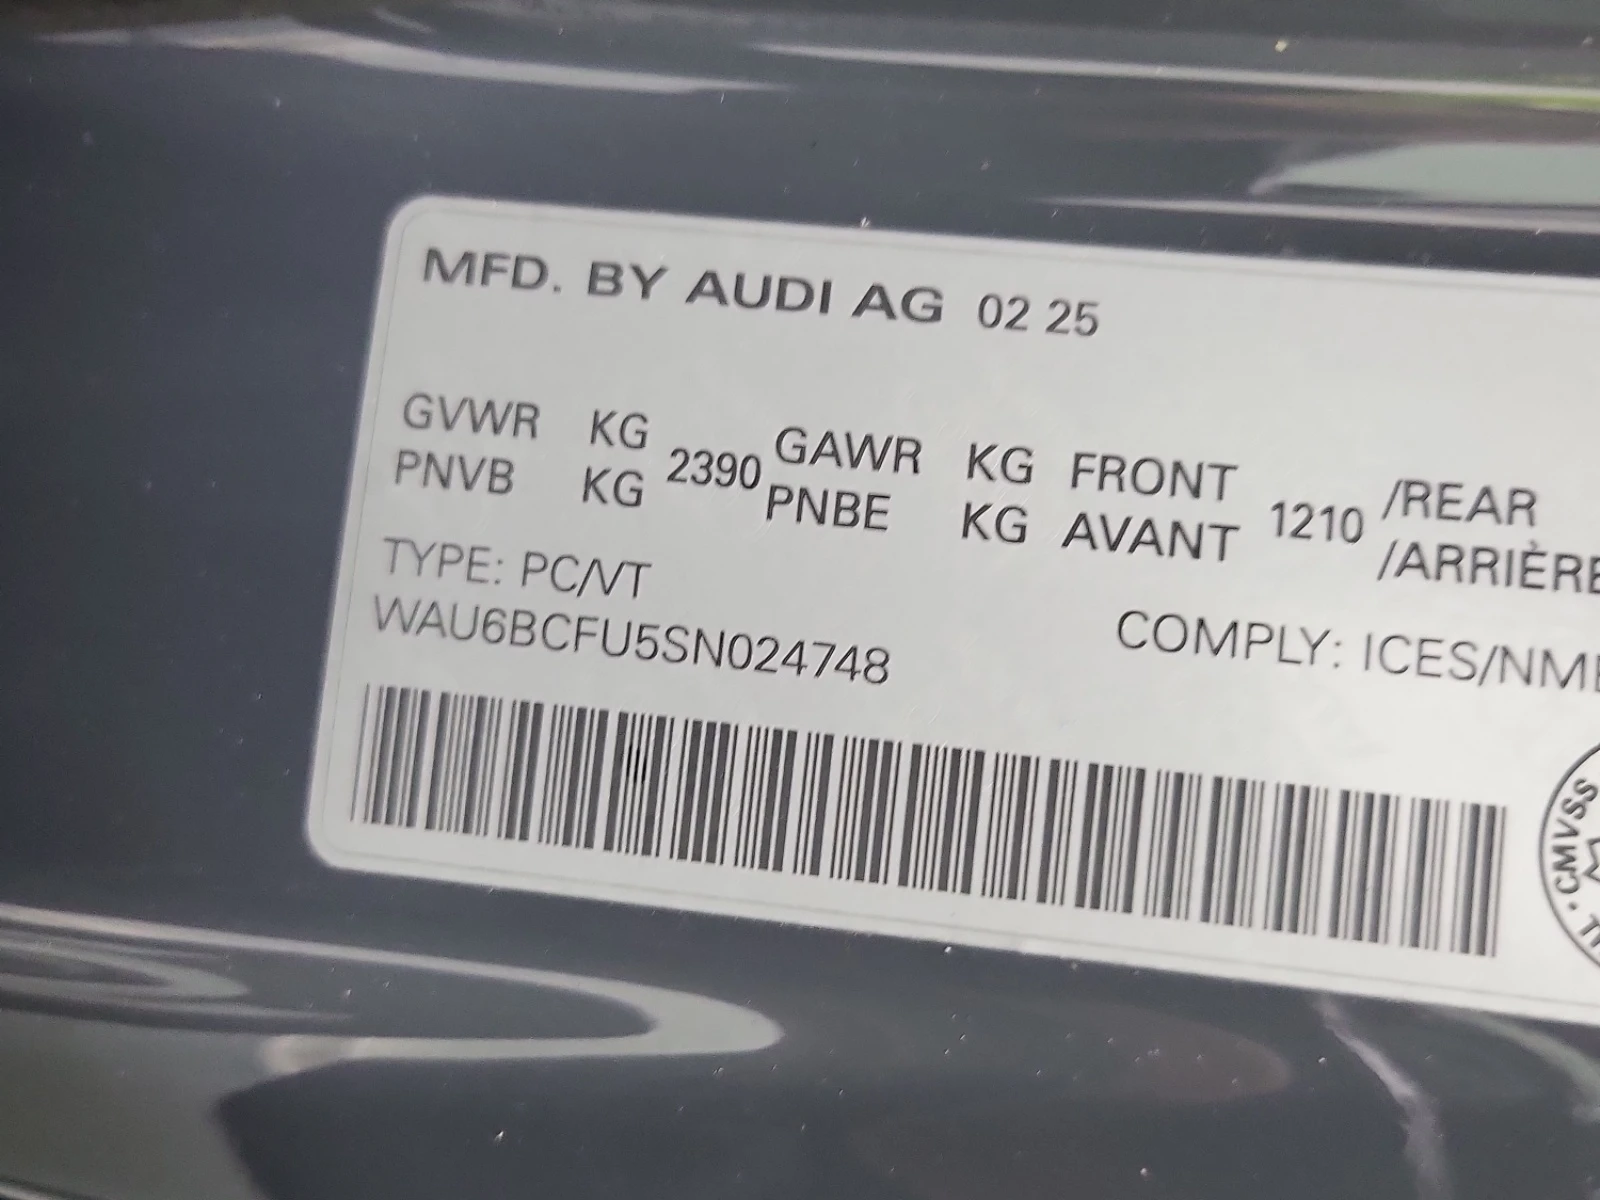 MFD. BY AUDI AG 02 25
GVWR KG 2390 GAWR KG FRONT 1210 /REAR
PNVB KG PNBE KG AVANT /ARRIÈRE
TYPE: PC/VT
WAU6BCFU5SN024748
COMPLY: ICES/NM
CMVSS